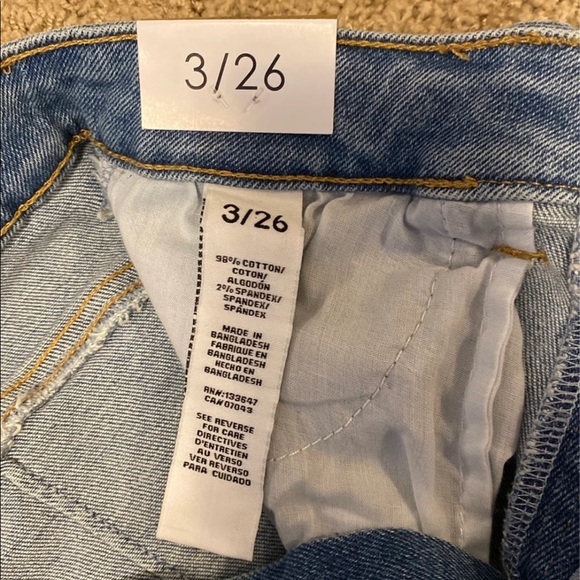 3/26
3/26
98% COTTON/
COTON/
ALGODÓN
2% SPANDEX/
SPANDEX/
SPÁNDEX
MADE IN
BANGLADESH
FABRIQUE EN
BANGLADESH
HECHO EN
BANGLADESH
RN#:133647
CA#07043
SEE REVERSE
FOR CARE
DIRECTIVES
D'ENTRETIEN
AU VERSO
VER REVERSO
PARA CUIDADO